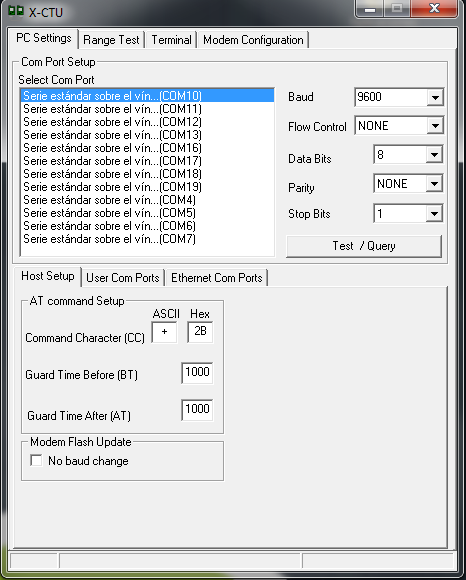 X-CTU
PC Settings Range Test Terminal Modem Configuration
Com Port Setup
Select Com Port
Serie estándar sobre el vín...(COM10)
Serie estándar sobre el vín...(COM11)
Serie estándar sobre el vín...(COM12)
Serie estándar sobre el vín...(COM13)
Serie estándar sobre el vín...(COM16)
Serie estándar sobre el vín...(COM17)
Serie estándar sobre el vín...(COM18)
Serie estándar sobre el vín...(COM19)
Serie estándar sobre el vín...(COM4)
Serie estándar sobre el vín...(COM5)
Serie estándar sobre el vín...(COM6)
Serie estándar sobre el vín...(COM7)
Baud 9600
Flow Control NONE
Data Bits 8
Parity NONE
Stop Bits 1
Test / Query
Host Setup User Com Ports Ethernet Com Ports
AT command Setup
ASCII Hex
Command Character (CC) + 2B
Guard Time Before (BT) 1000
Guard Time After (AT) 1000
Modem Flash Update
No baud change